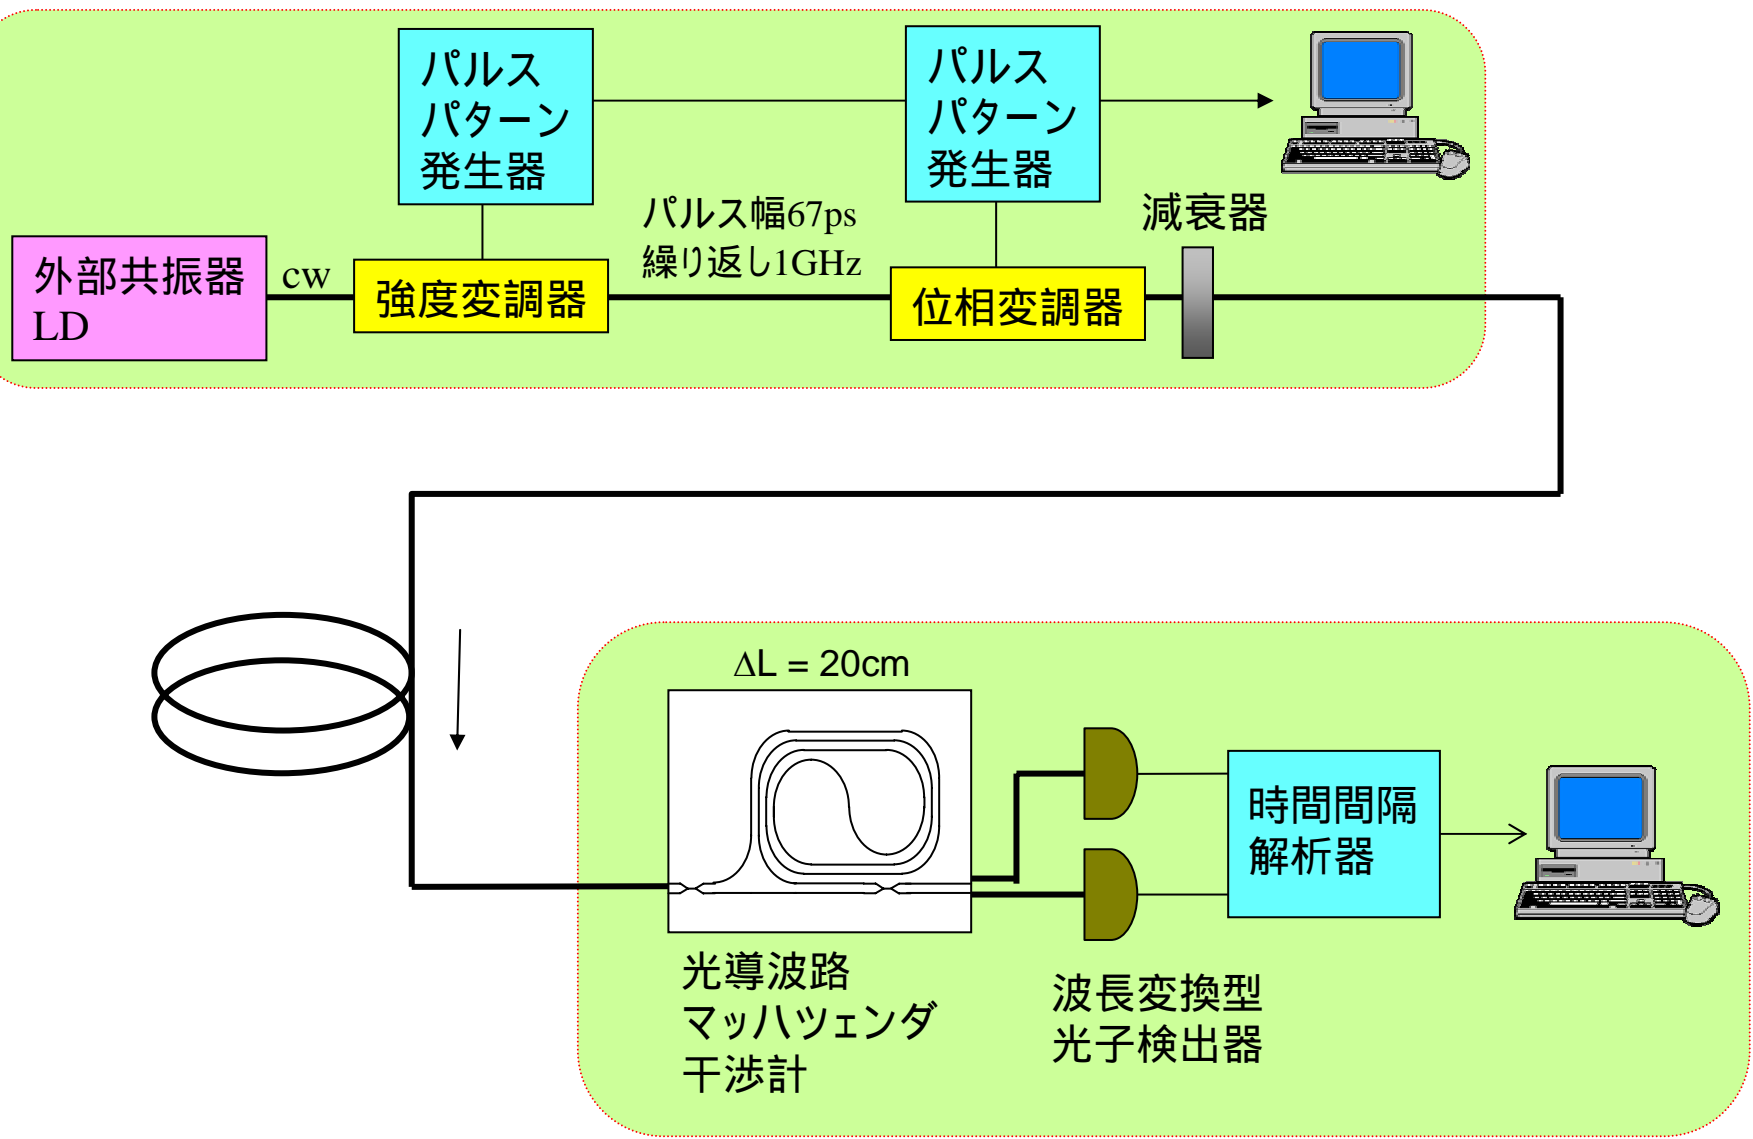 パルス
パターン
発生器
パルス
パターン
発生器
パルス幅67ps
繰り返し1GHz
減衰器
外部共振器
LD
cw
強度変調器
位相変調器
ΔL = 20cm
時間間隔
解析器
光導波路
マッハツェンダ
干渉計
波長変換型
光子検出器